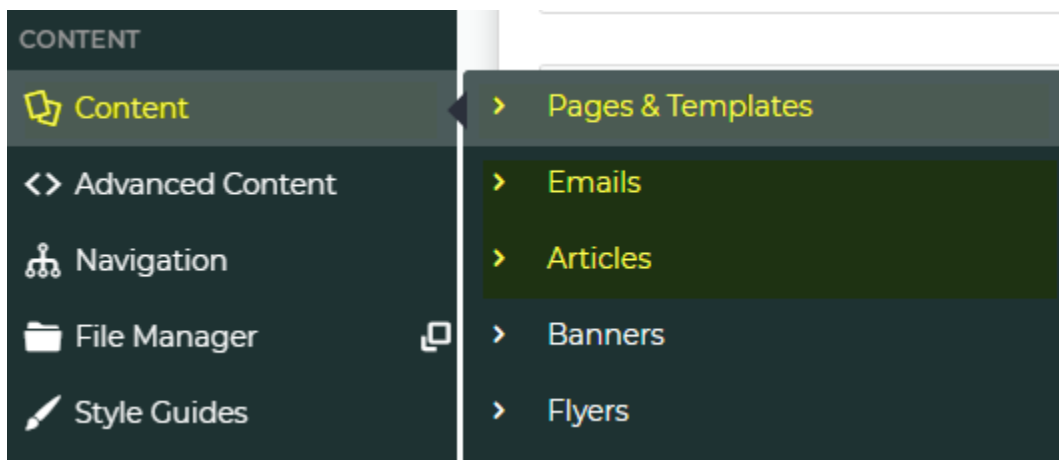 CONTENT
Content
Advanced Content
Navigation
File Manager
Style Guides
Pages & Templates
Emails
Articles
Banners
Flyers